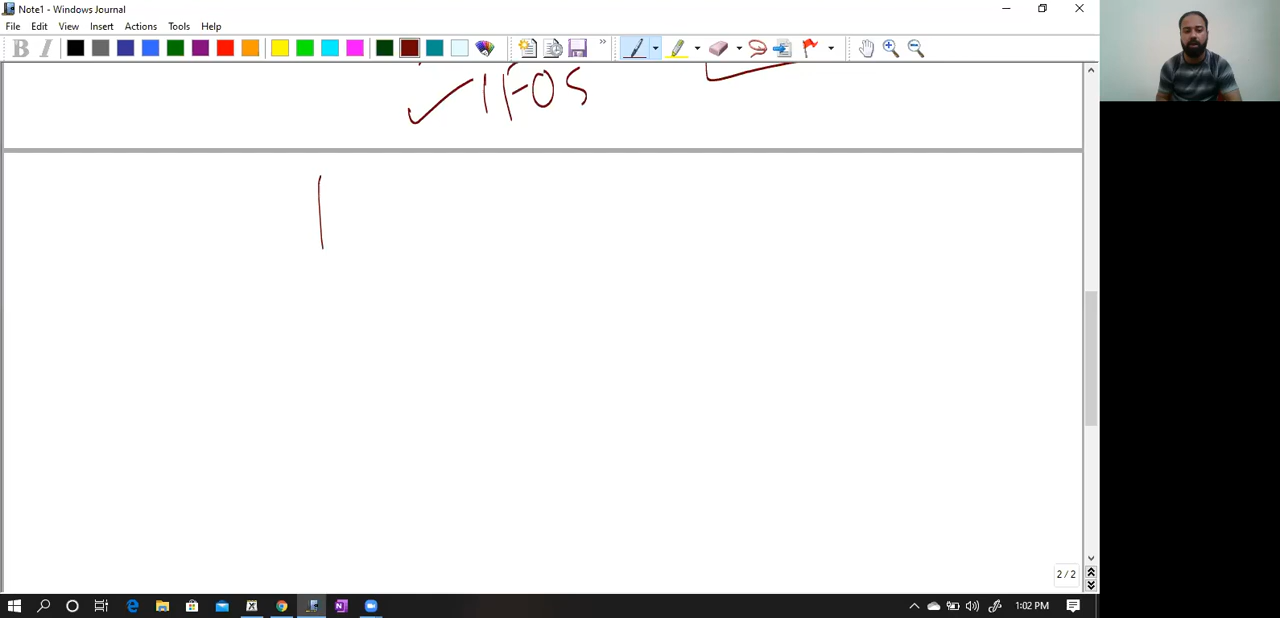 Note1 - Windows Journal
File Edit View Insert Actions Tools Help
B I
IFOS
2 / 2
1:02 PM